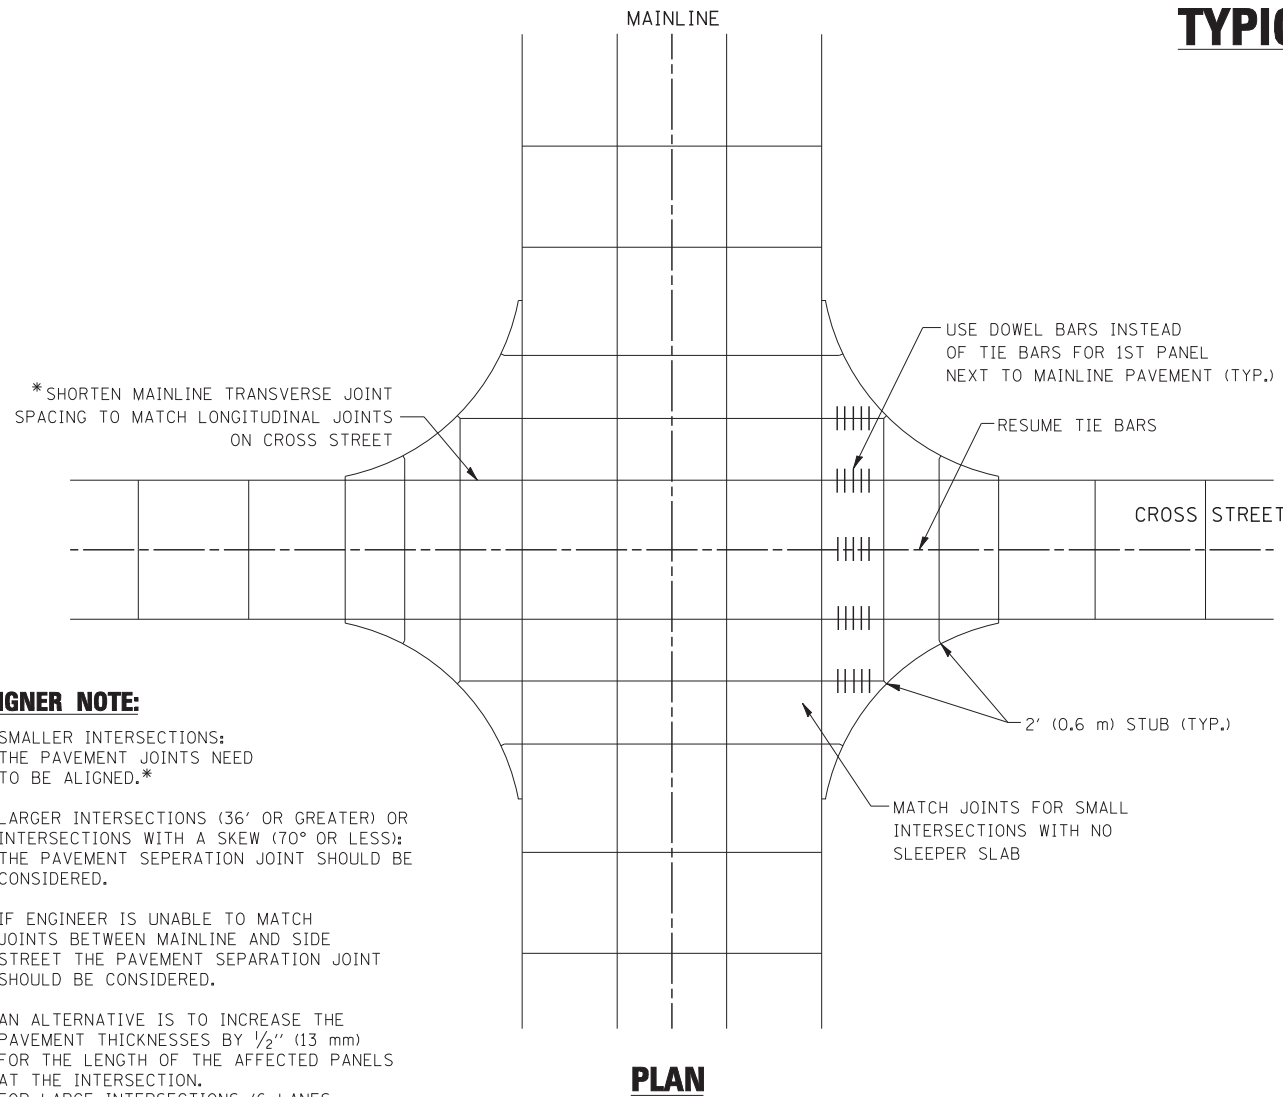 MAINLINE
TYPIC
USE DOWEL BARS INSTEAD
OF TIE BARS FOR 1ST PANEL
NEXT TO MAINLINE PAVEMENT (TYP.)
*SHORTEN MAINLINE TRANSVERSE JOINT
SPACING TO MATCH LONGITUDINAL JOINTS
ON CROSS STREET
RESUME TIE BARS
CROSS STREET
2' (0.6 m) STUB (TYP.)
MATCH JOINTS FOR SMALL
INTERSECTIONS WITH NO
SLEEPER SLAB
IGNER NOTE:
SMALLER INTERSECTIONS:
THE PAVEMENT JOINTS NEED
TO BE ALIGNED.*
LARGER INTERSECTIONS (36' OR GREATER) OR
INTERSECTIONS WITH A SKEW (70° OR LESS):
THE PAVEMENT SEPERATION JOINT SHOULD BE
CONSIDERED.
IF ENGINEER IS UNABLE TO MATCH
JOINTS BETWEEN MAINLINE AND SIDE
STREET THE PAVEMENT SEPARATION JOINT
SHOULD BE CONSIDERED.
AN ALTERNATIVE IS TO INCREASE THE
PAVEMENT THICKNESSES BY 1/2'' (13 mm)
FOR THE LENGTH OF THE AFFECTED PANELS
AT THE INTERSECTION.
FOR LARGE INTERSECTIONS (6 LANES
PLAN